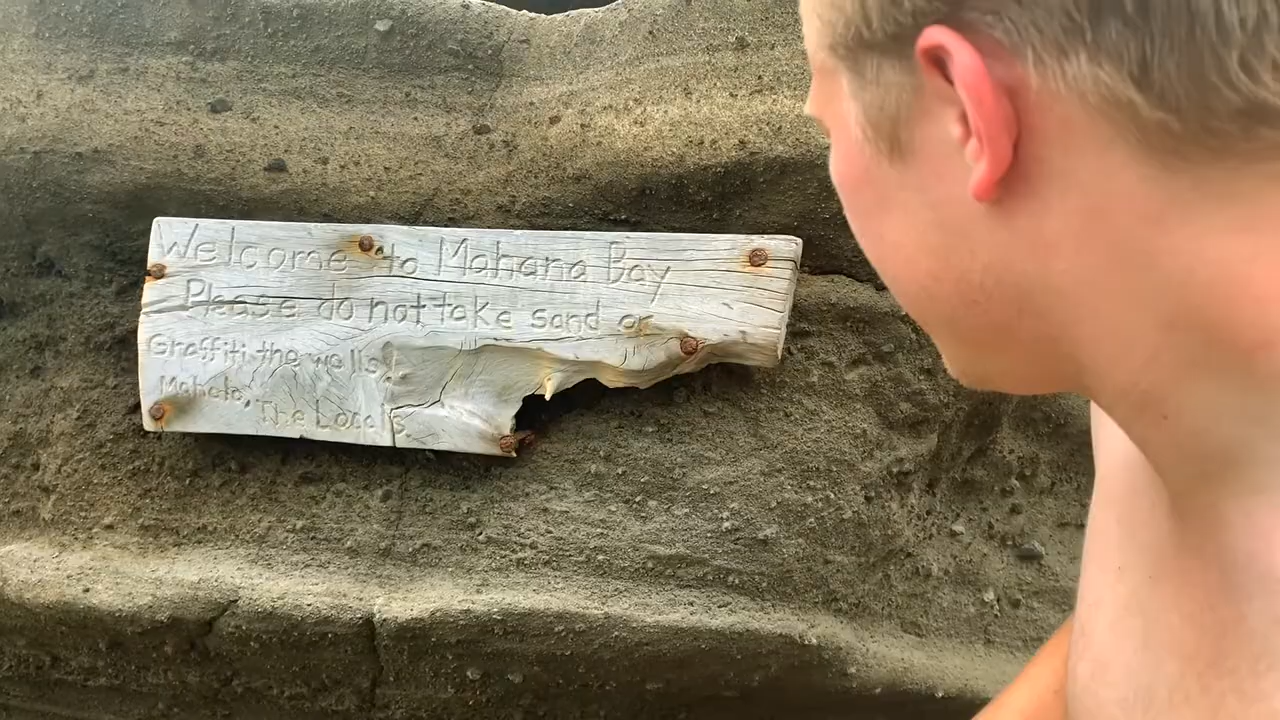 Welcome to Mahana Bay
Please do not take sand or
Graffiti the walls!
Mahalo,
The Locals.